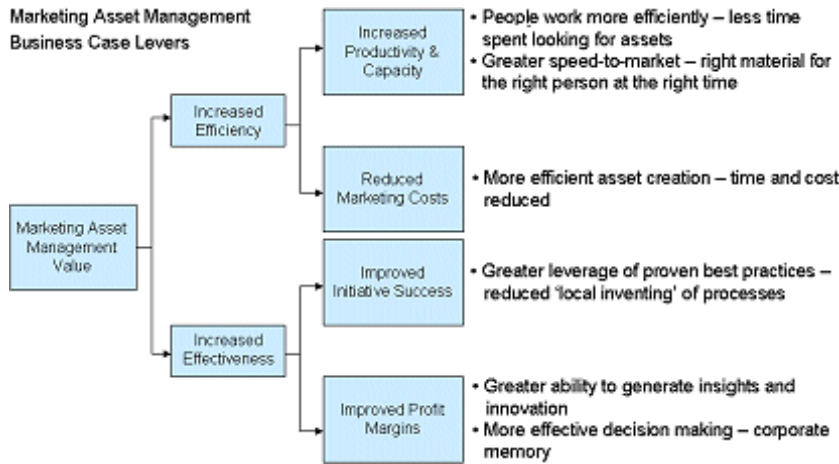 Marketing Asset Management
Business Case Levers
Marketing Asset
Management
Value
Increased
Efficiency
Increased
Productivity &
Capacity
• People work more efficiently – less time
spent looking for assets
• Greater speed-to-market – right material for
the right person at the right time
Reduced
Marketing Costs
• More efficient asset creation – time and cost
reduced
Increased
Effectiveness
Improved
Initiative Success
• Greater leverage of proven best practices –
reduced ‘local inventing’ of processes
Improved Profit
Margins
• Greater ability to generate insights and
innovation
• More effective decision making – corporate
memory